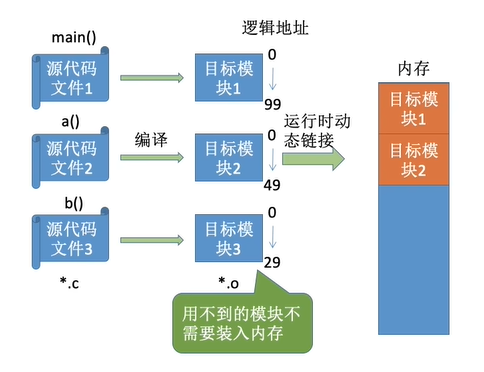 main()
逻辑地址
源代码
文件1
目标模
块1
0
99
内存
目标模
块1
a()
源代码
文件2
编译
目标模
块2
0
49
运行时动
态链接
目标模
块2
b()
源代码
文件3
目标模
块3
0
29
*.c
*.o
用不到的模块不
需要装入内存